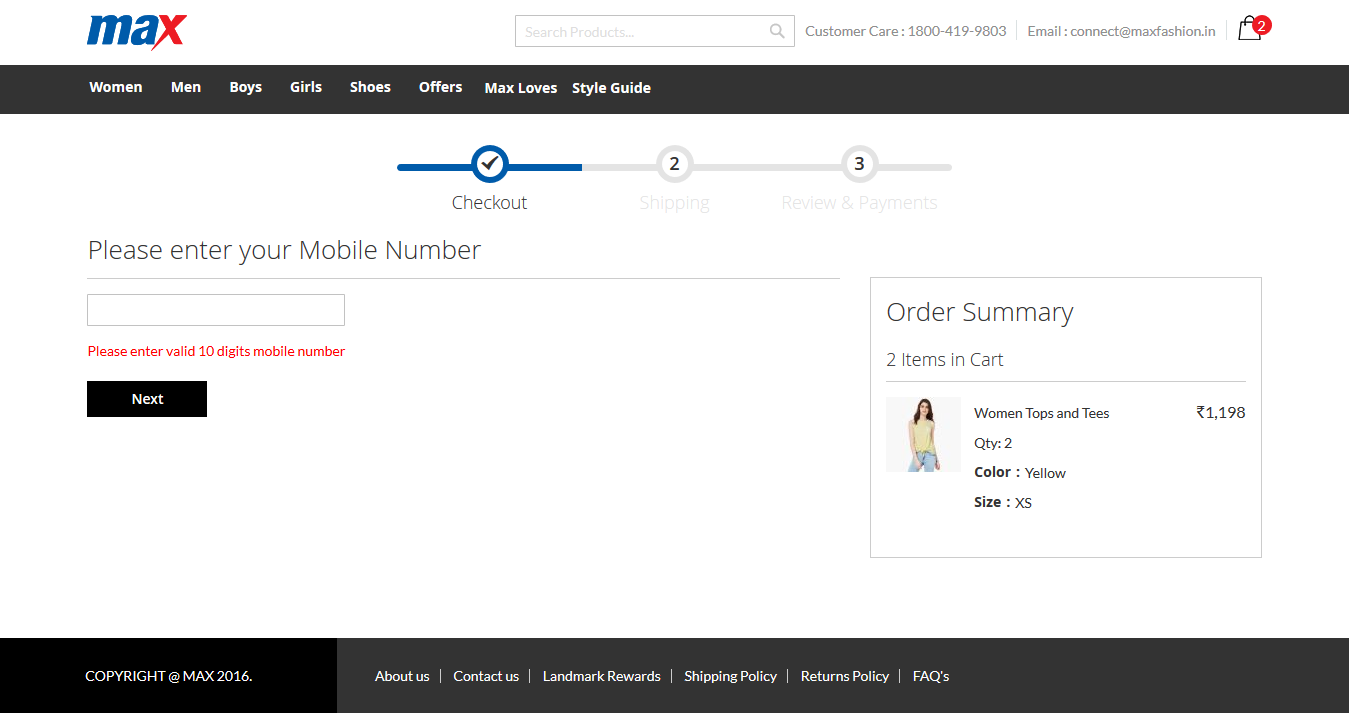 max
Search Products...
Customer Care : 1800-419-9803
Email : connect@maxfashion.in
2
Women Men Boys Girls Shoes Offers Max Loves Style Guide
2 3
Checkout Shipping Review & Payments
Please enter your Mobile Number
Please enter valid 10 digits mobile number
Next
Order Summary
2 Items in Cart
Women Tops and Tees ₹1,198
Qty: 2
Color : Yellow
Size : XS
COPYRIGHT @ MAX 2016.
About us | Contact us | Landmark Rewards | Shipping Policy | Returns Policy | FAQ's